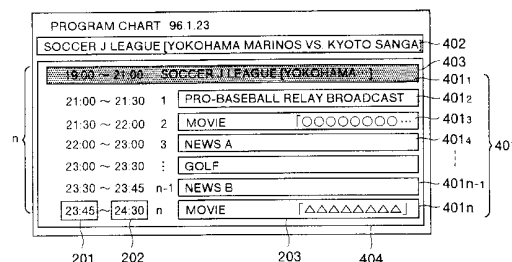 PROGRAM CHART 96.1.23
SOCCER J LEAGUE [YOKOHAMA MARINOS VS. KYOTO SANGA] 402
403
19:00 ~ 21:00 SOCCER J LEAGUE [YOKOHAMA ] 401₁
21:00 ~ 21:30 1 PRO-BASEBALL RELAY BROADCAST 401₂
21:30 ~ 22:00 2 MOVIE 「○○○○○○○○… 401₃
n 22:00 ~ 23:00 3 NEWS A 401₄ 401
23:00 ~ 23:30 ⋮ GOLF ⋮
23:30 ~ 23:45 n-1 NEWS B 401n-1
23:45 ~ 24:30 n MOVIE 「△△△△△△△△」 401n
201 202 203 404